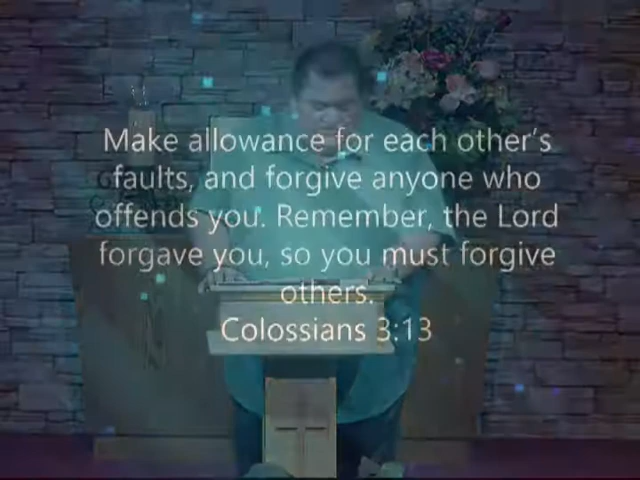 Make allowance for each other's
faults, and forgive anyone who
offends you. Remember, the Lord
forgave you, so you must forgive
others.
Colossians 3:13